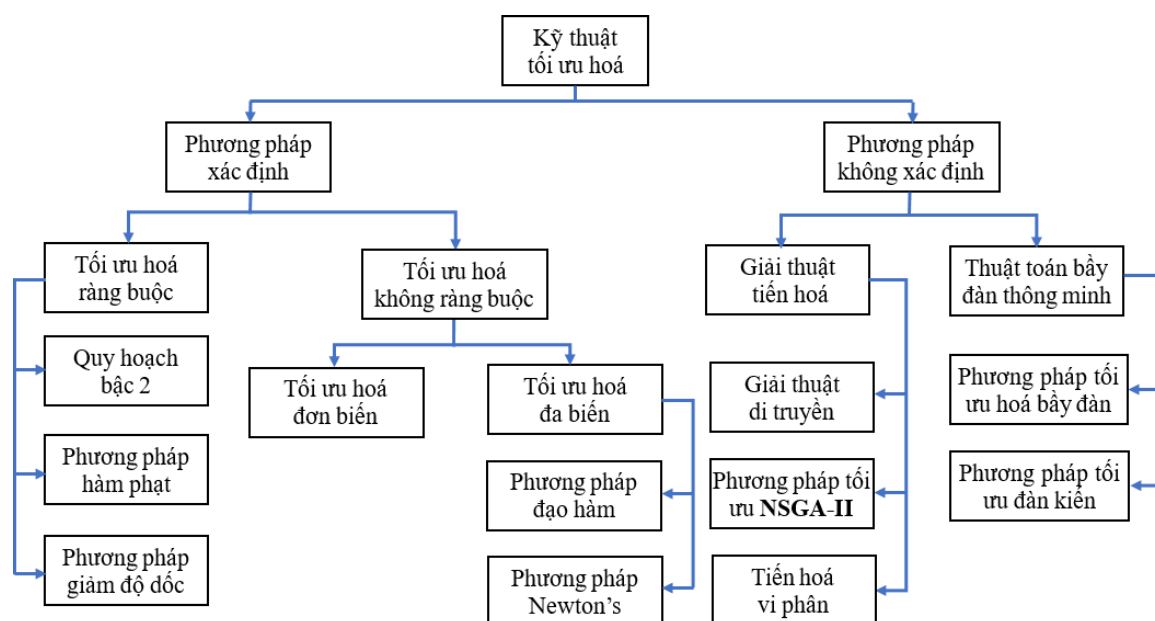 Kỹ thuật
tối ưu hoá
Phương pháp
xác định
Phương pháp
không xác định
Tối ưu hoá
ràng buộc
Tối ưu hoá
không ràng buộc
Giải thuật
tiến hoá
Thuật toán bầy
đàn thông minh
Quy hoạch
bậc 2
Tối ưu hoá
đơn biến
Tối ưu hoá
đa biến
Giải thuật
di truyền
Phương pháp tối
ưu hoá bầy đàn
Phương pháp
hàm phạt
Phương pháp
đạo hàm
Phương pháp tối
ưu NSGA-II
Phương pháp tối
ưu đàn kiến
Phương pháp
giảm độ dốc
Phương pháp
Newton’s
Tiến hoá
vi phân